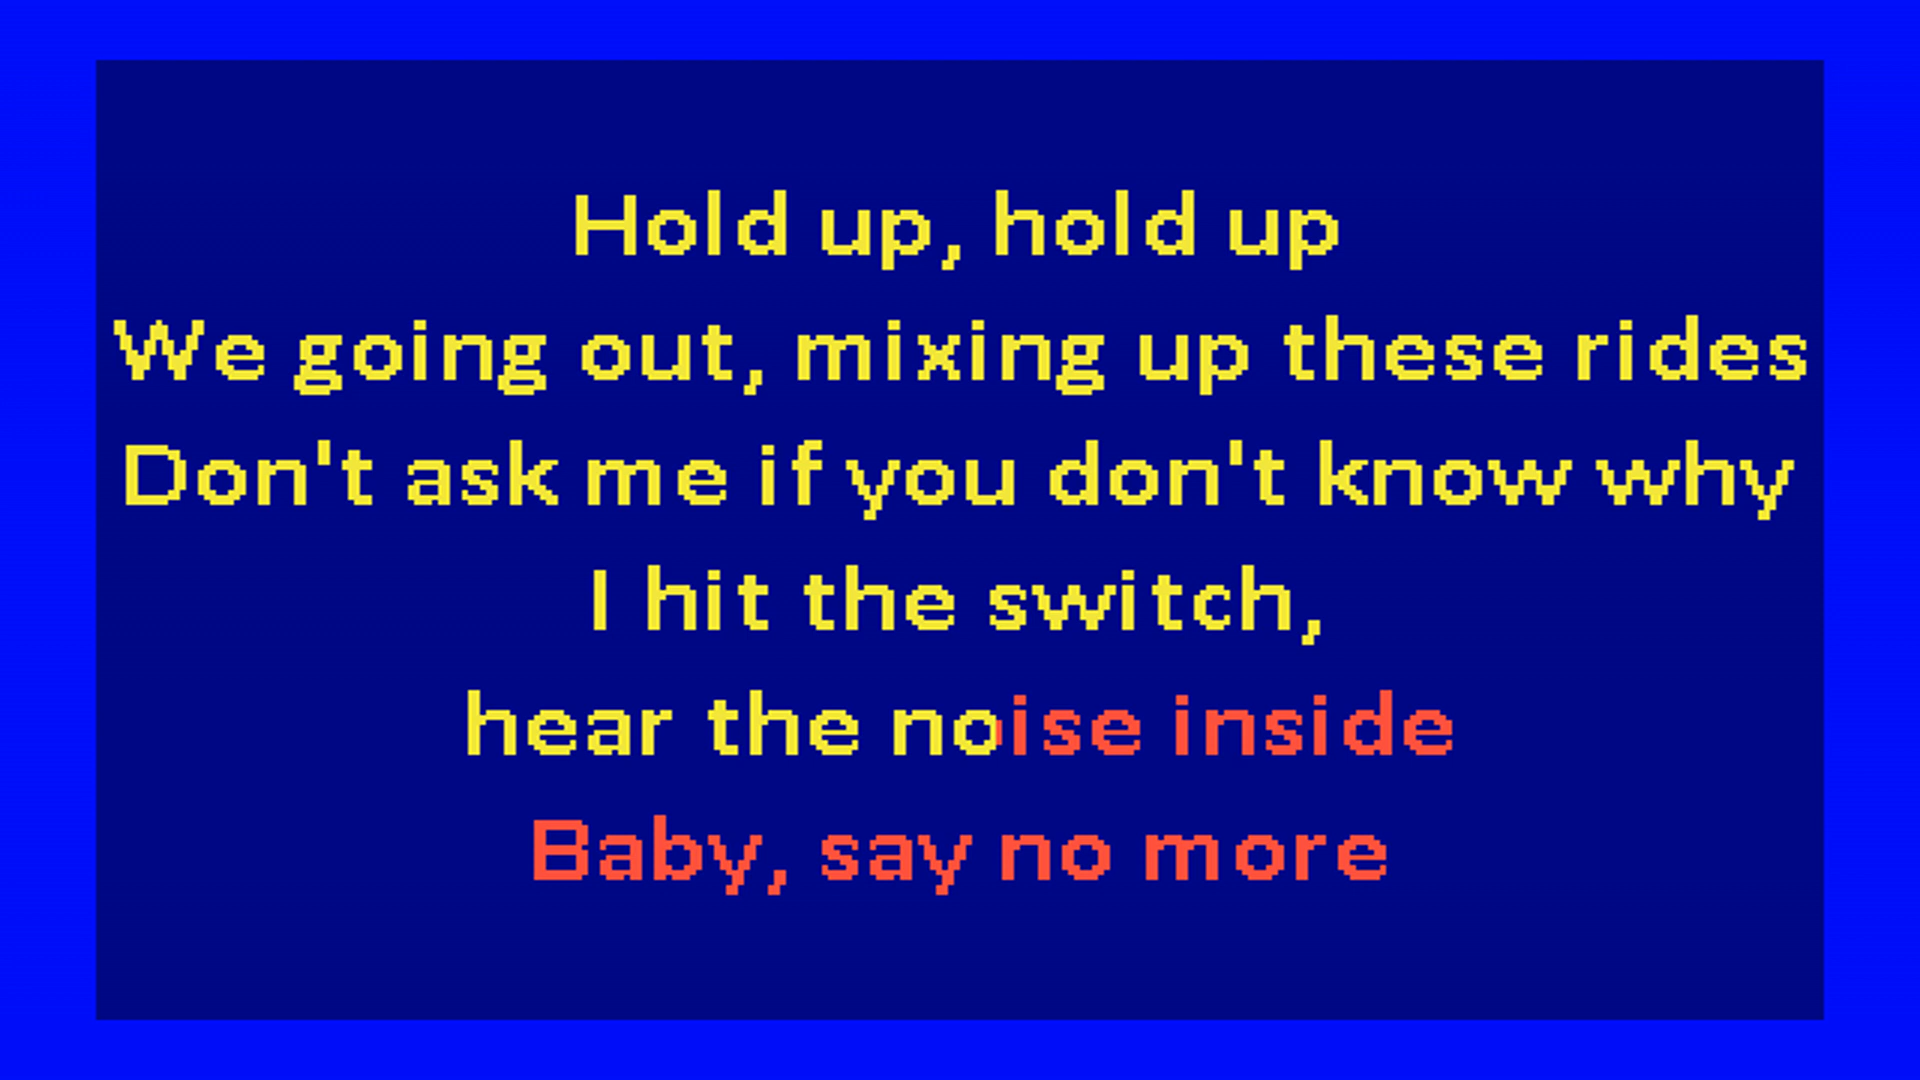 Hold up, hold up
We going out, mixing up these rides
Don't ask me if you don't know why
I hit the switch,
hear the noise inside
Baby, say no more